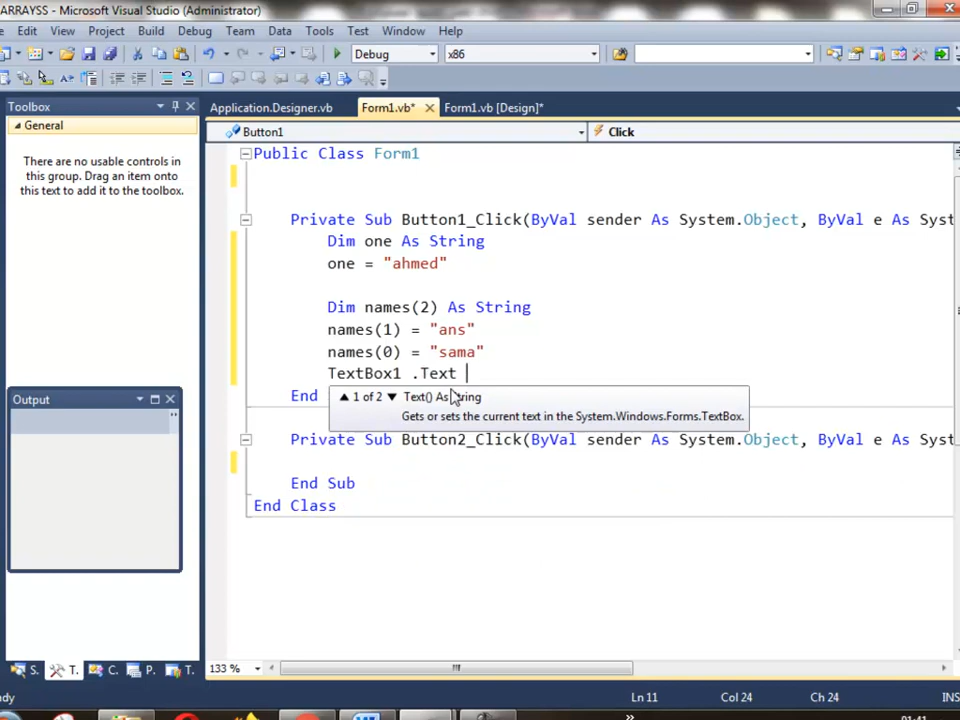 ARRAYSS - Microsoft Visual Studio (Administrator)
Edit View Project Build Debug Team Data Tools Test Window Help
Debug x86
Toolbox
Application.Designer.vb Form1.vb* Form1.vb [Design]*
General
Button1 Click
There are no usable controls in
this group. Drag an item onto
this text to add it to the toolbox.
Public Class Form1
Private Sub Button1_Click(ByVal sender As System.Object, ByVal e As Syst
Dim one As String
one = "ahmed"
Dim names(2) As String
names(1) = "ans"
names(0) = "sama"
TextBox1 .Text
End
1 of 2 Text() As String
Gets or sets the current text in the System.Windows.Forms.TextBox.
Output
Private Sub Button2_Click(ByVal sender As System.Object, ByVal e As Syst
End Sub
End Class
S. T. C. P. T.
133 %
dy Ln 11 Col 24 Ch 24 INS
01:41